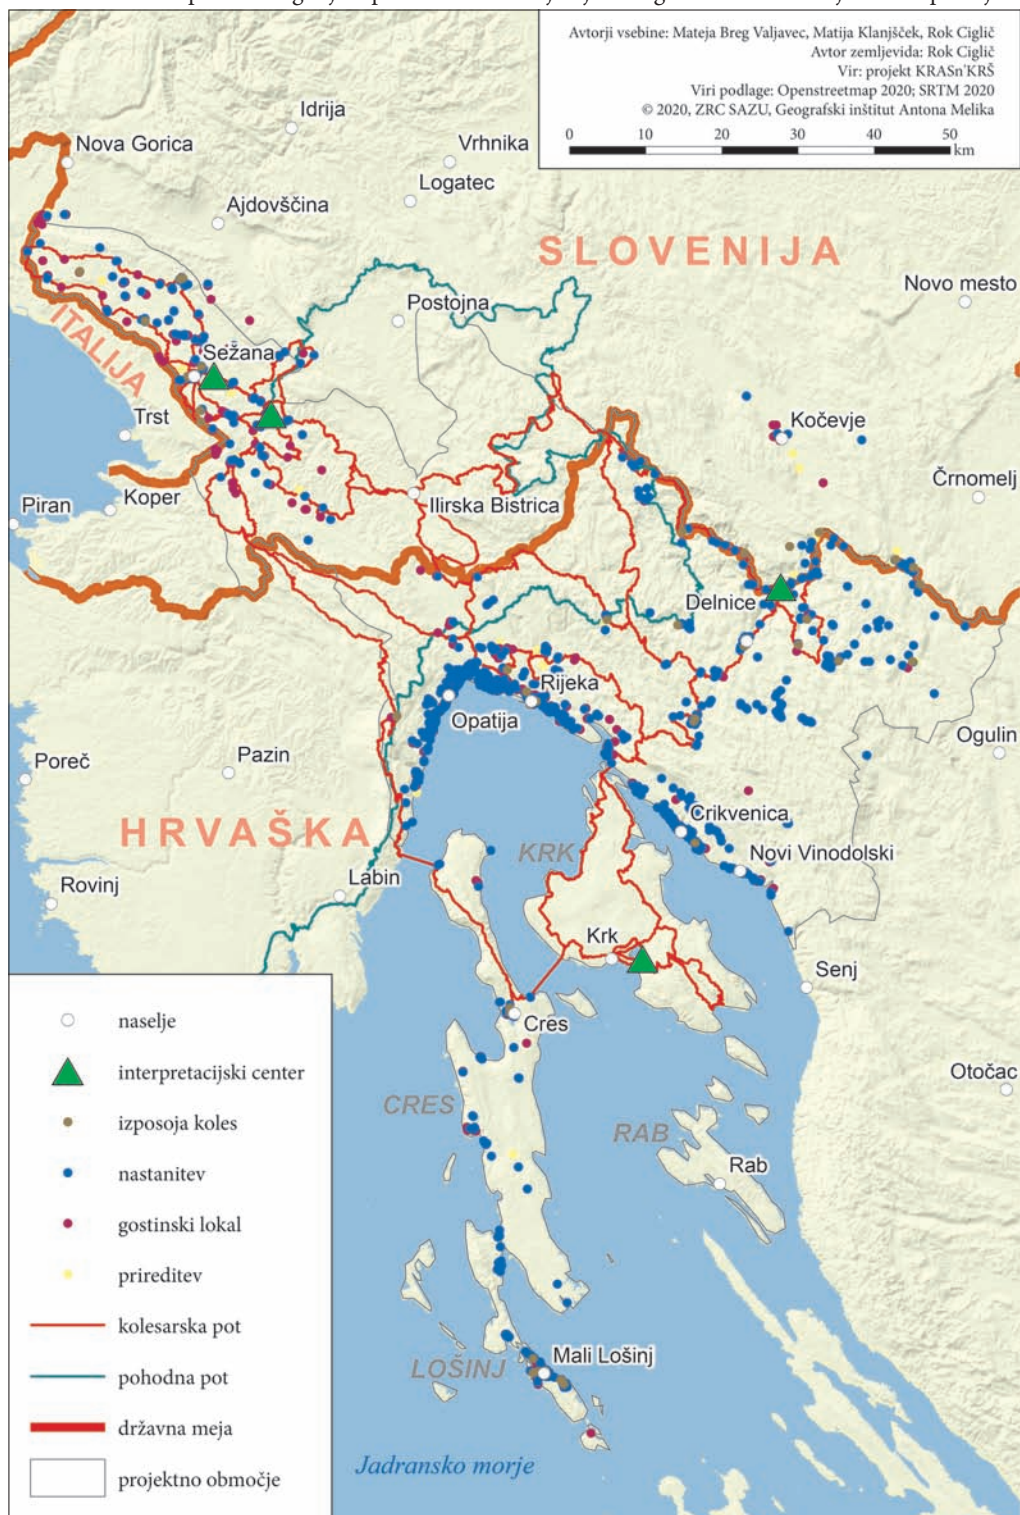 Avtorji vsebine: Mateja Breg Valjavec, Matija Klanjšček, Rok Ciglič
Avtor zemljevida: Rok Ciglič
Vir: projekt KRASn'KRŠ
Viri podlage: Openstreetmap 2020; SRTM 2020
© 2020, ZRC SAZU, Geografski inštitut Antona Melika
0 10 20 30 40 50
km
Idrija
Nova Gorica
Vrhnika
Logatec
Ajdovščina
SLOVENIJA
Novo mesto
Postojna
ITALIJA
Sežana
Trst
Kočevje
Črnomelj
Koper
Piran
Ilirska Bistrica
Delnice
Rijeka
Opatija
Ogulin
Pazin
Poreč
HRVAŠKA
Crikvenica
KRK
Novi Vinodolski
Labin
Rovinj
Krk
Senj
Cres
Otočac
CRES
RAB
Rab
LOŠINJ
Mali Lošinj
Jadransko morje
naselje
interpretacijski center
izposoja koles
nastanitev
gostinski lokal
prireditev
kolesarska pot
pohodna pot
državna meja
projektno območje